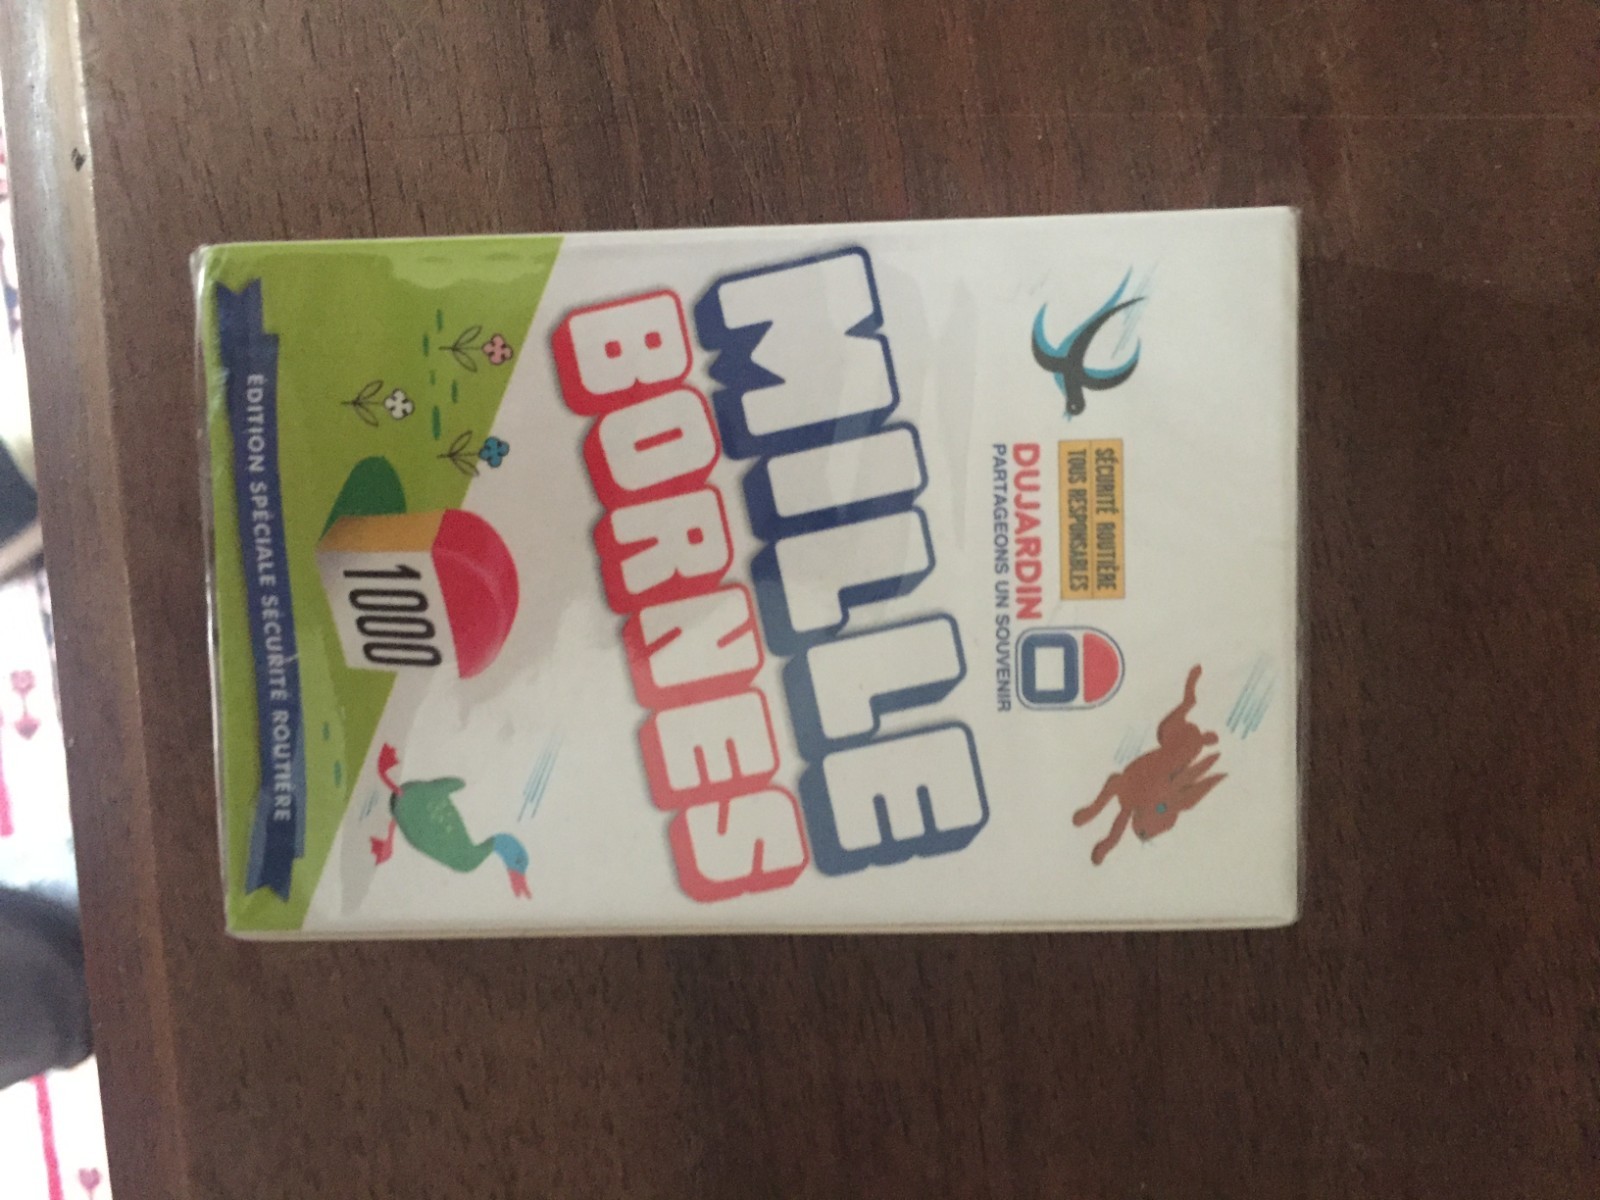 SÉCURITÉ ROUTIÈRE
TOUS RESPONSABLES
DUJARDIN
PARTAGEONS UN SOUVENIR
MILLE
BORNES
1000
ÉDITION SPÉCIALE SÉCURITÉ ROUTIÈRE